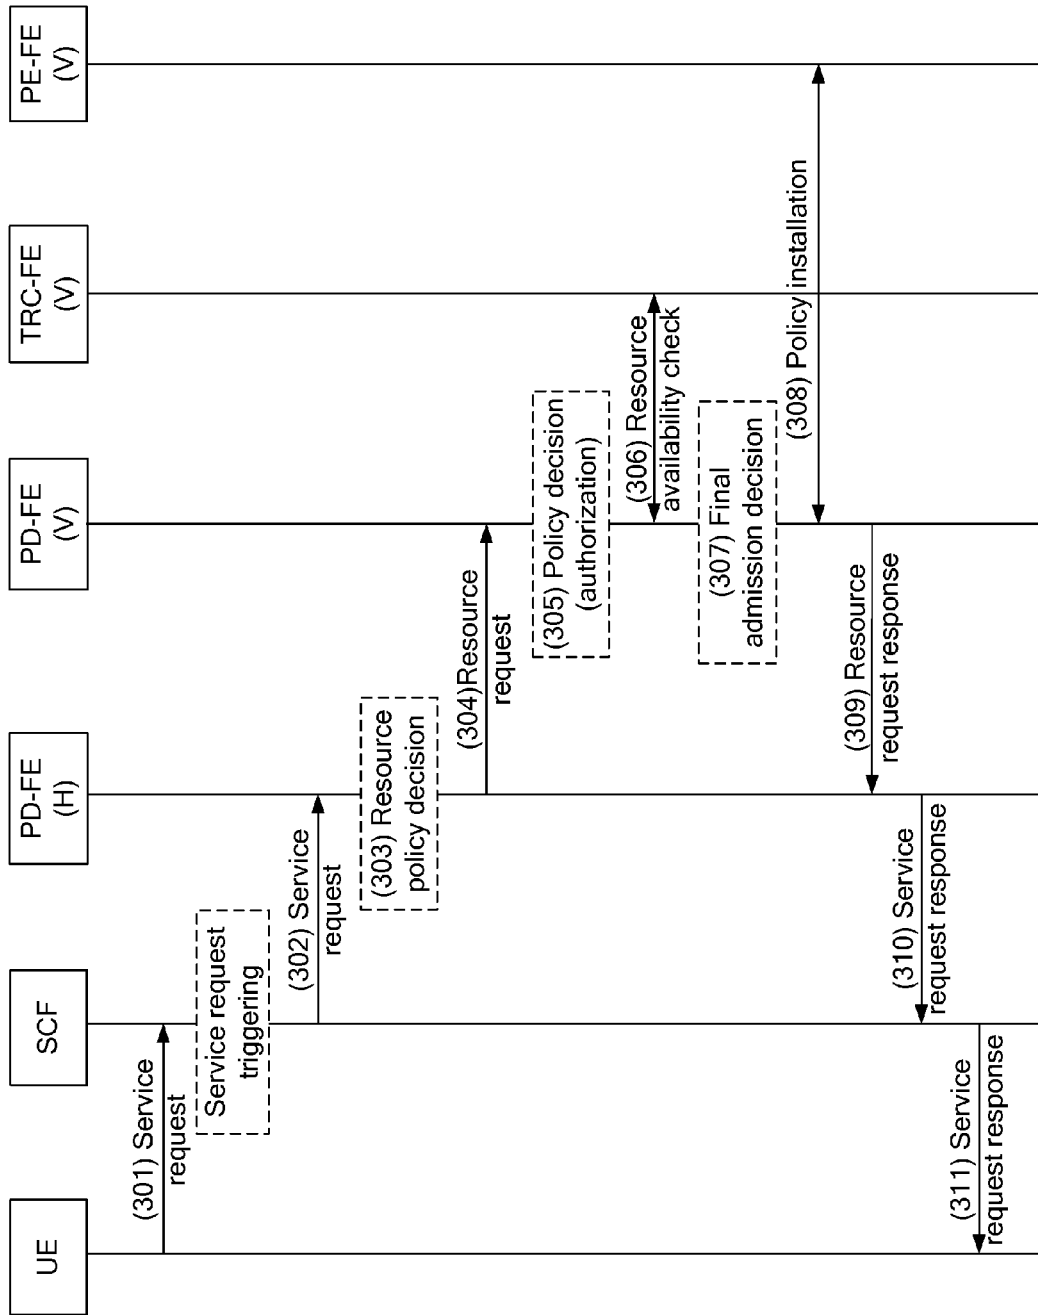 UE
SCF
PD-FE
(H)
PD-FE
(V)
TRC-FE
(V)
PE-FE
(V)
(301) Service
request
Service request
triggering
(302) Service
request
(303) Resource
policy decision
(304)Resource
request
(305) Policy decision
(authorization)
(306) Resource
availability check
(307) Final
admission decision
(308) Policy installation
(309) Resource
request response
(310) Service
request response
(311) Service
request response